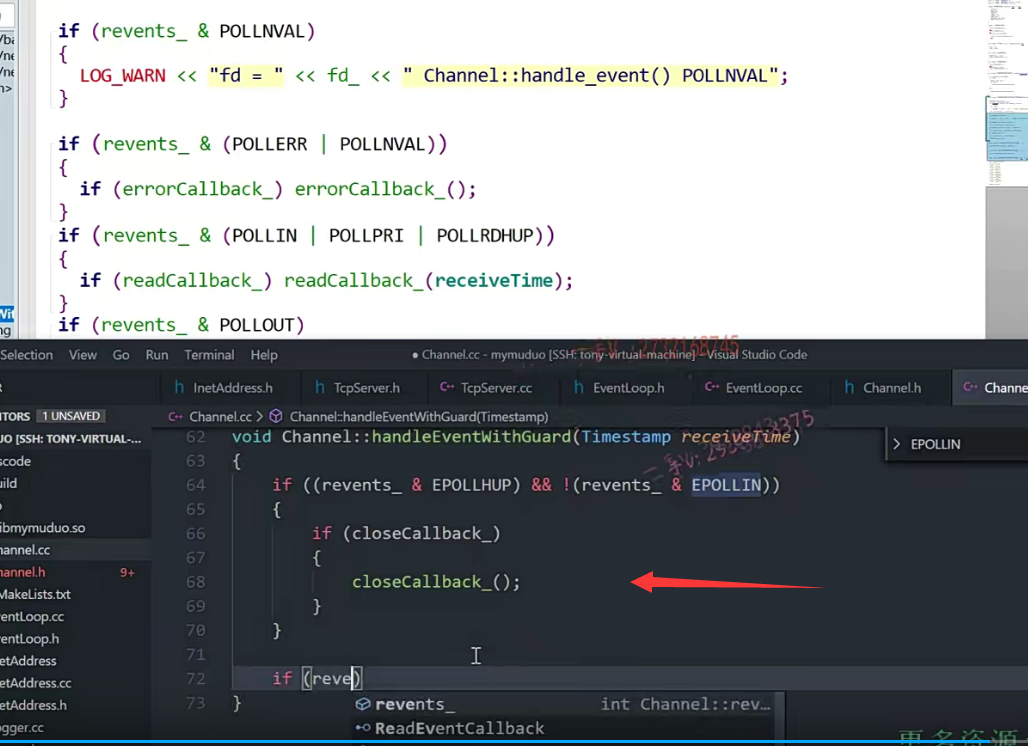 if (revents_ & POLLNVAL)
{
LOG_WARN << "fd = " << fd_ << " Channel::handle_event() POLLNVAL";
}
if (revents_ & (POLLERR | POLLNVAL))
{
if (errorCallback_) errorCallback_();
}
if (revents_ & (POLLIN | POLLPRI | POLLRDHUP))
{
if (readCallback_) readCallback_(receiveTime);
}
if (revents_ & POLLOUT)
Selection View Go Run Terminal Help
● Channel.cc - mymuduo [SSH: tony-virtual-machine] - Visual Studio Code
InetAddress.h TcpServer.h TcpServer.cc EventLoop.h EventLoop.cc Channel.h Channe
TORS 1 UNSAVED
Channel.cc > Channel::handleEventWithGuard(Timestamp)
UO [SSH: TONY-VIRTUAL-...
scode
uild
ibmymuduo.so
hannel.cc
hannel.h 9+
MakeLists.txt
ventLoop.cc
ventLoop.h
etAddress
etAddress.cc
etAddress.h
ogger.cc
EPOLLIN
62 void Channel::handleEventWithGuard(Timestamp receiveTime)
63 {
64 if ((revents_ & EPOLLHUP) && !(revents_ & EPOLLIN))
65 {
66 if (closeCallback_)
67 {
68 closeCallback_();
69 }
70 }
71
72 if (reve)
73 }
revents_ int Channel::rev…
ReadEventCallback